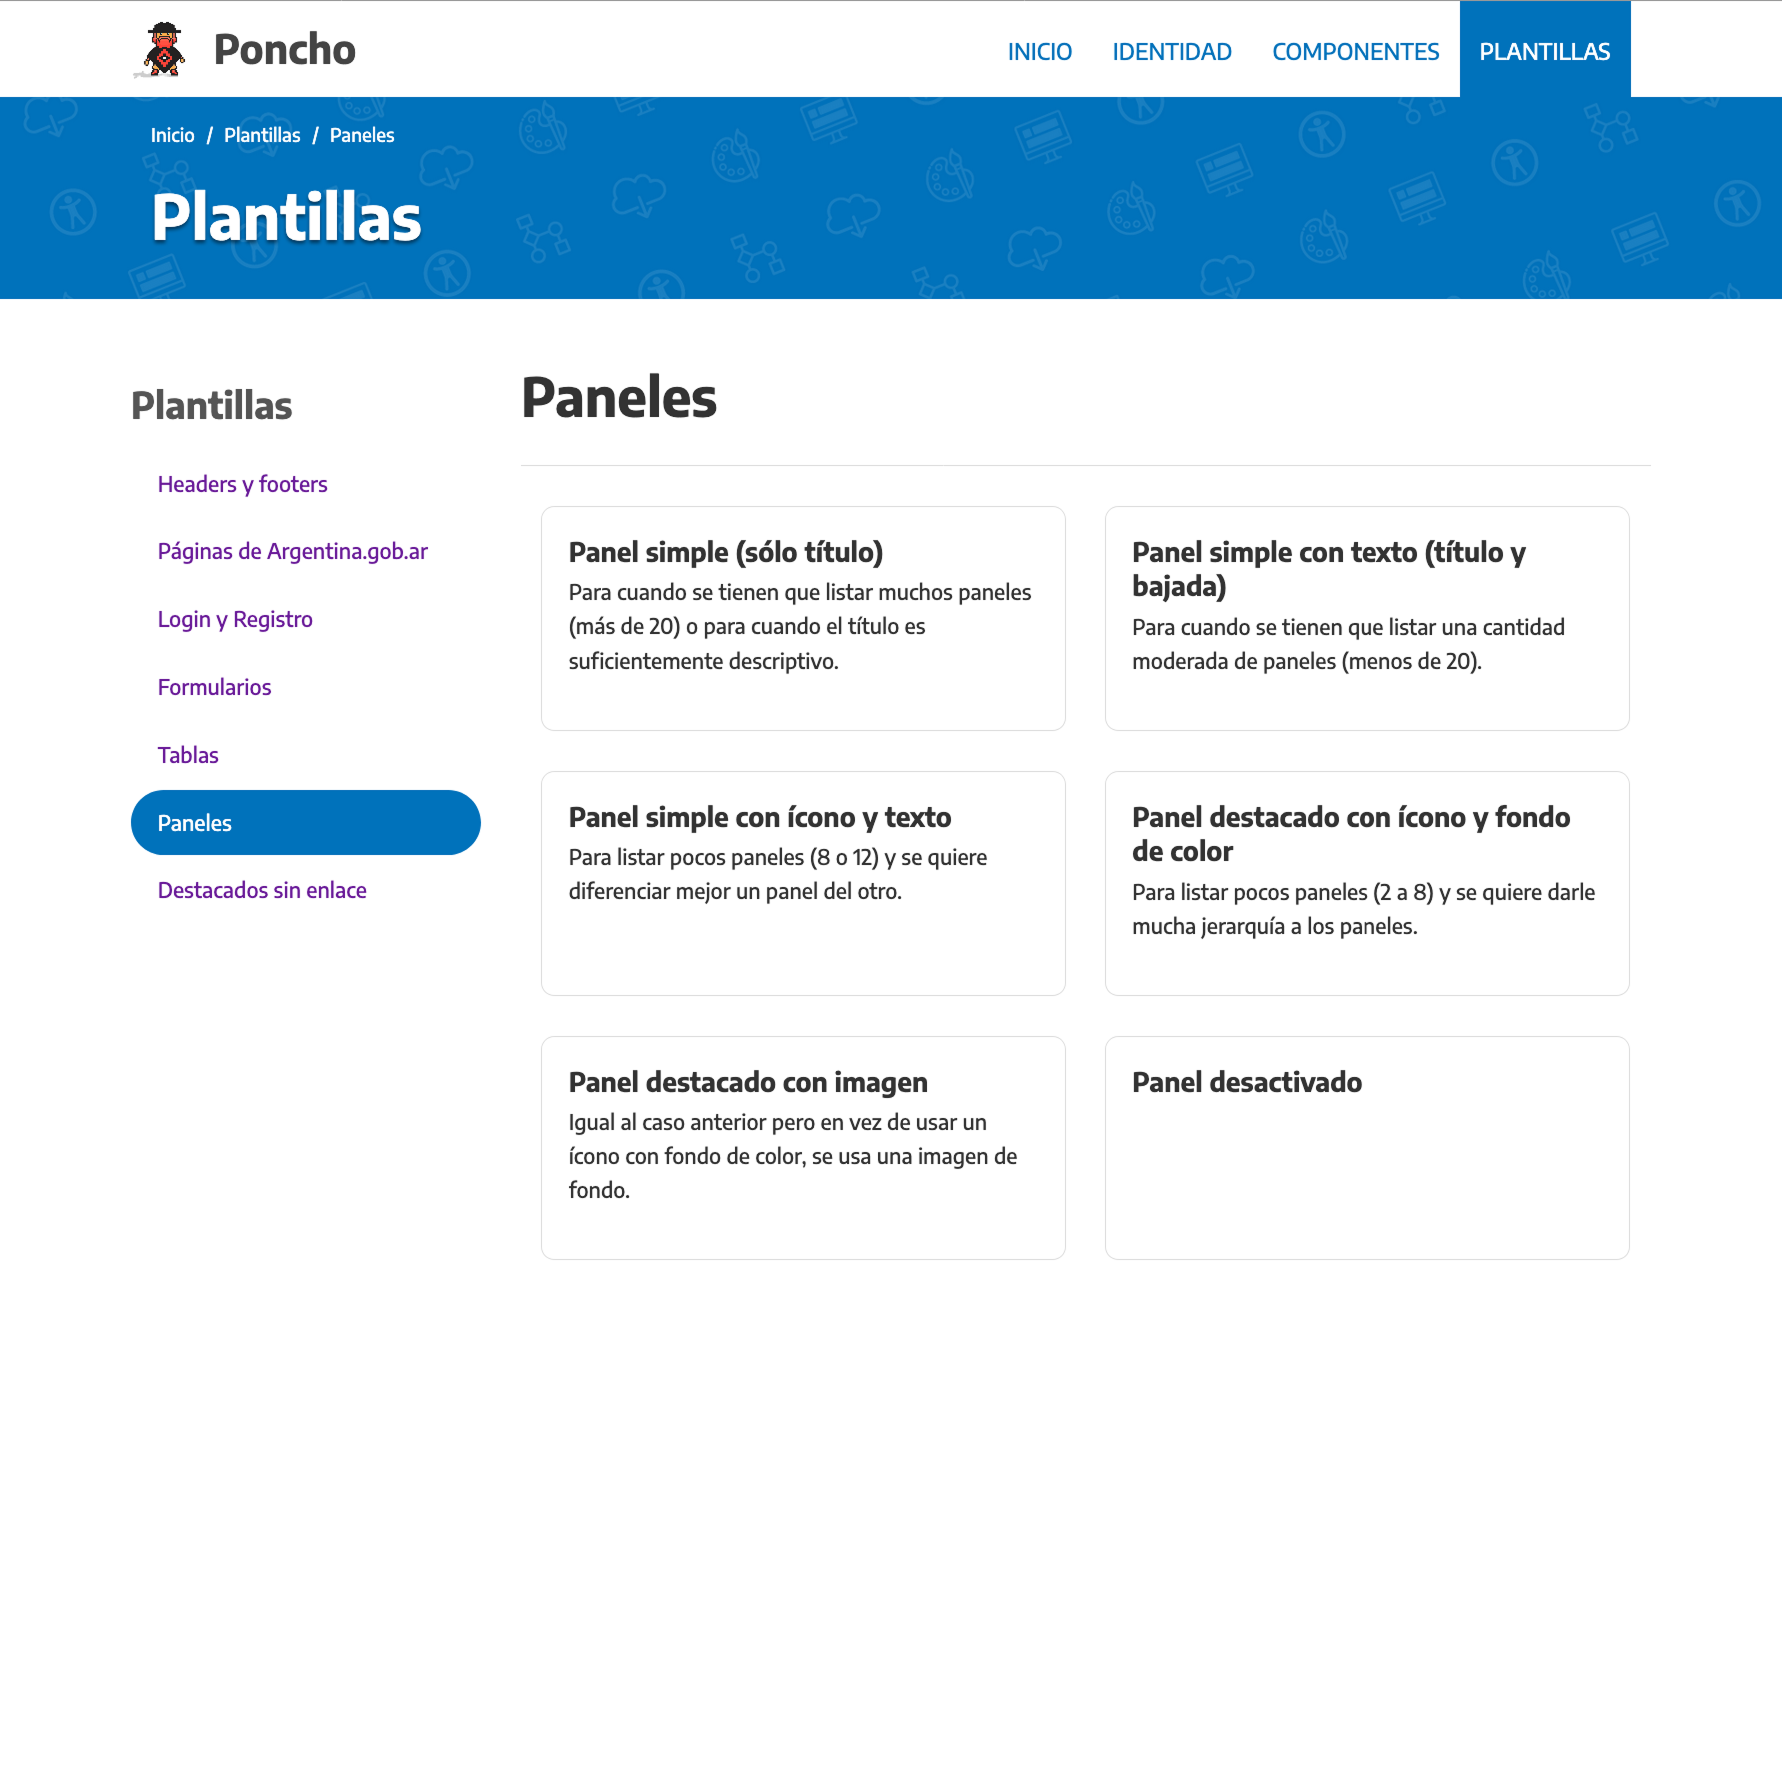 Poncho
INICIO IDENTIDAD COMPONENTES PLANTILLAS
Inicio / Plantillas / Paneles
Plantillas
Plantillas
Headers y footers
Páginas de Argentina.gob.ar
Login y Registro
Formularios
Tablas
Paneles
Destacados sin enlace
Paneles
Panel simple (sólo título)
Para cuando se tienen que listar muchos paneles
(más de 20) o para cuando el título es
suficientemente descriptivo.
Panel simple con texto (título y
bajada)
Para cuando se tienen que listar una cantidad
moderada de paneles (menos de 20).
Panel simple con ícono y texto
Para listar pocos paneles (8 o 12) y se quiere
diferenciar mejor un panel del otro.
Panel destacado con ícono y fondo
de color
Para listar pocos paneles (2 a 8) y se quiere darle
mucha jerarquía a los paneles.
Panel destacado con imagen
Igual al caso anterior pero en vez de usar un
ícono con fondo de color, se usa una imagen de
fondo.
Panel desactivado